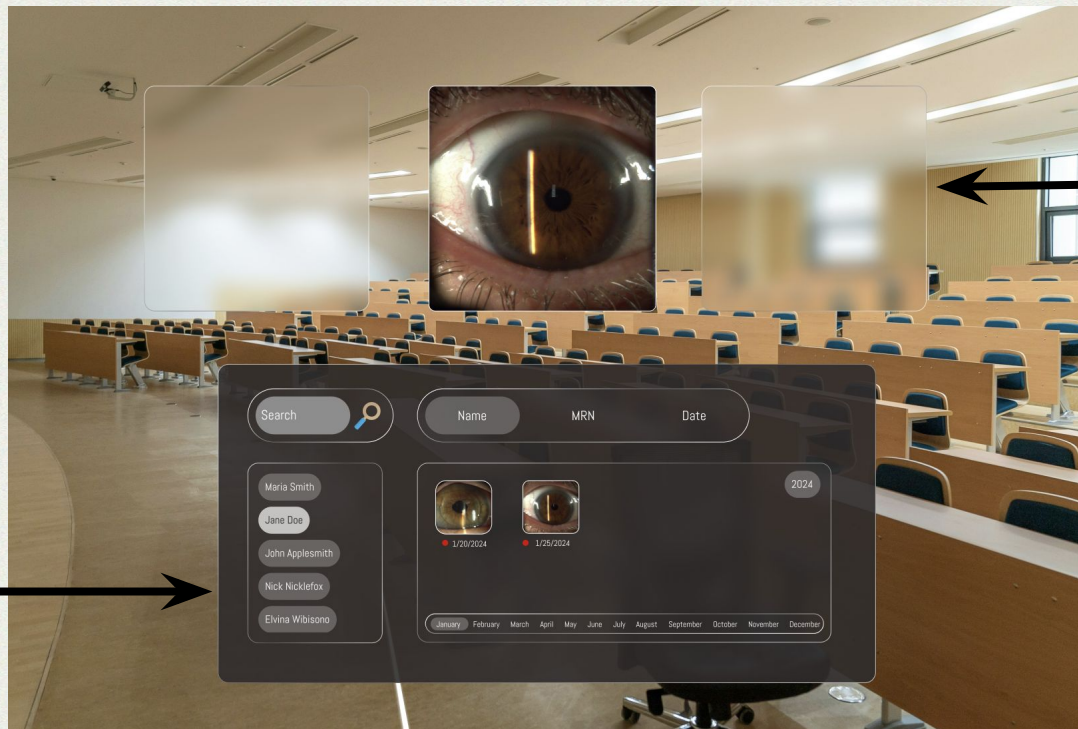 Search
Name MRN Date
Maria Smith
Jane Doe
John Applesmith
Nick Nicklefox
Elvina Wibisono
2024
1/20/2024 1/25/2024
January February March April May June July August September October November December